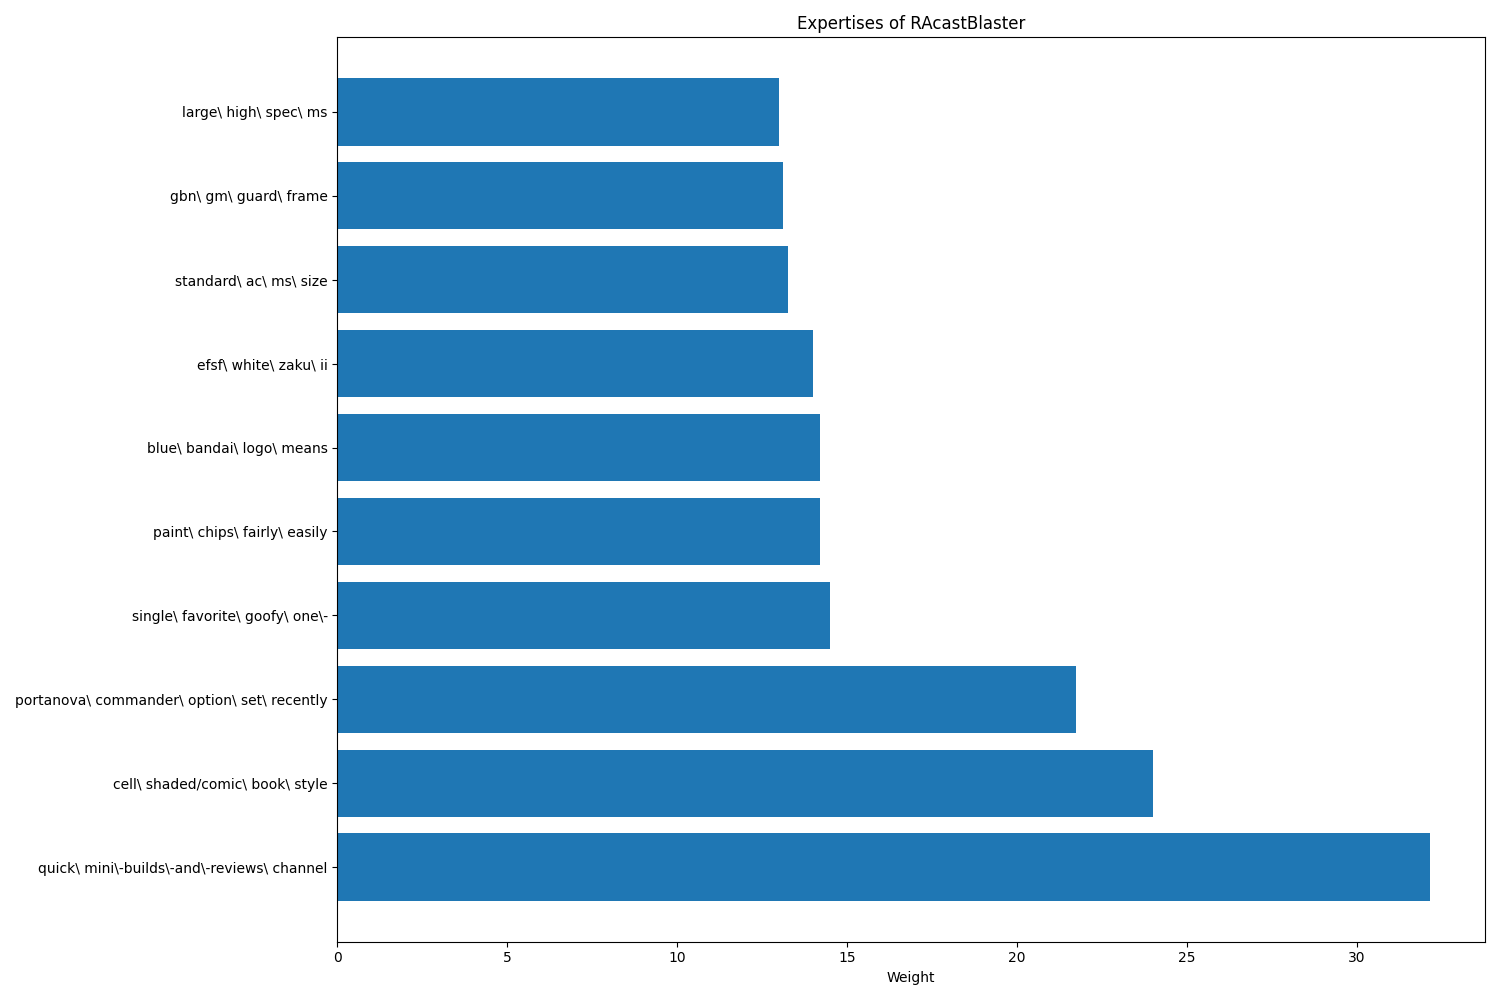 Expertises of RAcastBlaster
large\ high\ spec\ ms
gbn\ gm\ guard\ frame
standard\ ac\ ms\ size
efsf\ white\ zaku\ ii
blue\ bandai\ logo\ means
paint\ chips\ fairly\ easily
single\ favorite\ goofy\ one\-
portanova\ commander\ option\ set\ recently
cell\ shaded/comic\ book\ style
quick\ mini\-builds\-and\-reviews\ channel
0 5 10 15 20 25 30
Weight